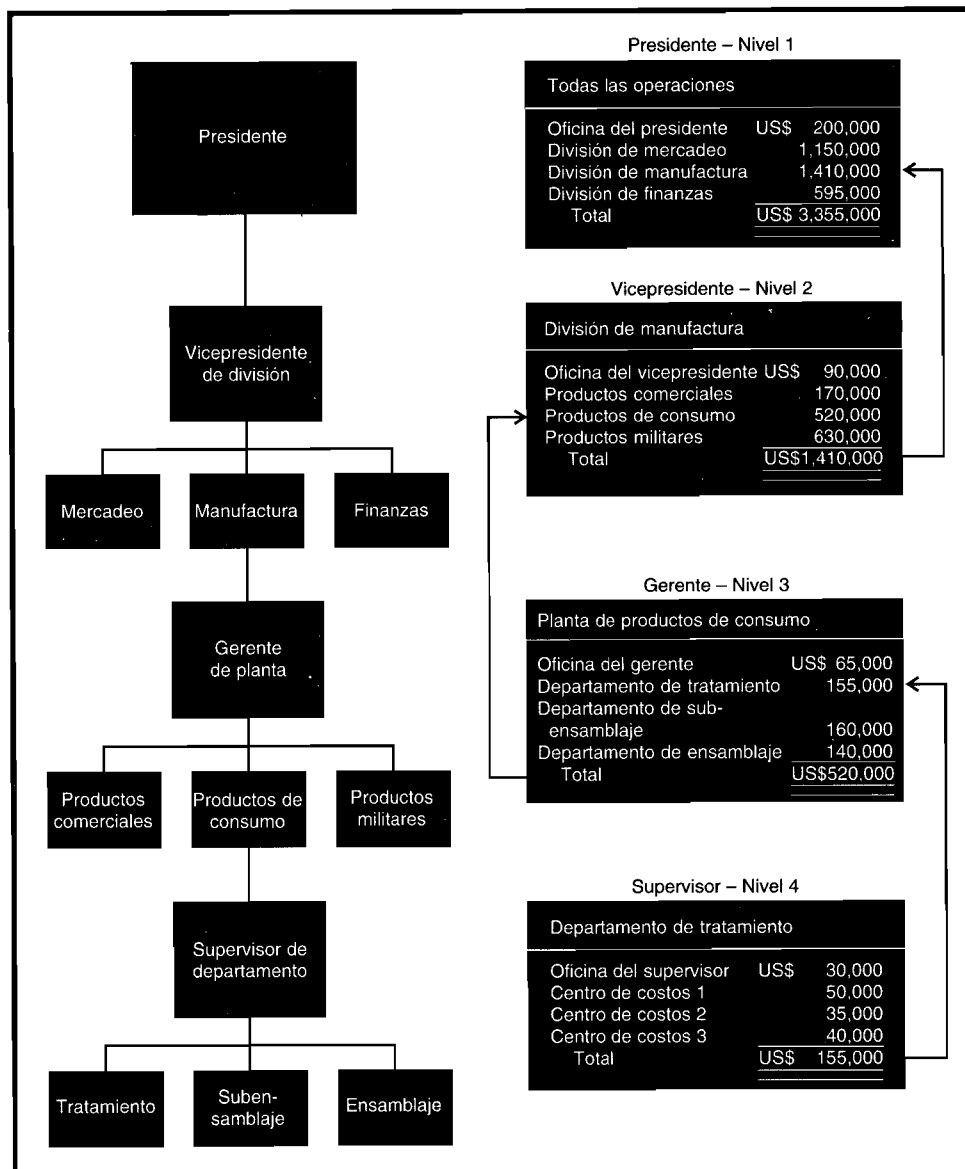 Presidente
Vicepresidente
de división
Mercadeo
Manufactura
Finanzas
Gerente
de planta
Productos
comerciales
Productos de
consumo
Productos
militares
Supervisor de
departamento
Tratamiento
Suben-
samblaje
Ensamblaje
Presidente – Nivel 1
Todas las operaciones
Oficina del presidente US$ 200,000
División de mercadeo 1,150,000
División de manufactura 1,410,000
División de finanzas 595,000
Total US$ 3,355,000
Vicepresidente – Nivel 2
División de manufactura
Oficina del vicepresidente US$ 90,000
Productos comerciales 170,000
Productos de consumo 520,000
Productos militares 630,000
Total US$1,410,000
Gerente – Nivel 3
Planta de productos de consumo
Oficina del gerente US$ 65,000
Departamento de tratamiento 155,000
Departamento de sub-
ensamblaje 160,000
Departamento de ensamblaje 140,000
Total US$520,000
Supervisor – Nivel 4
Departamento de tratamiento
Oficina del supervisor US$ 30,000
Centro de costos 1 50,000
Centro de costos 2 35,000
Centro de costos 3 40,000
Total US$ 155,000